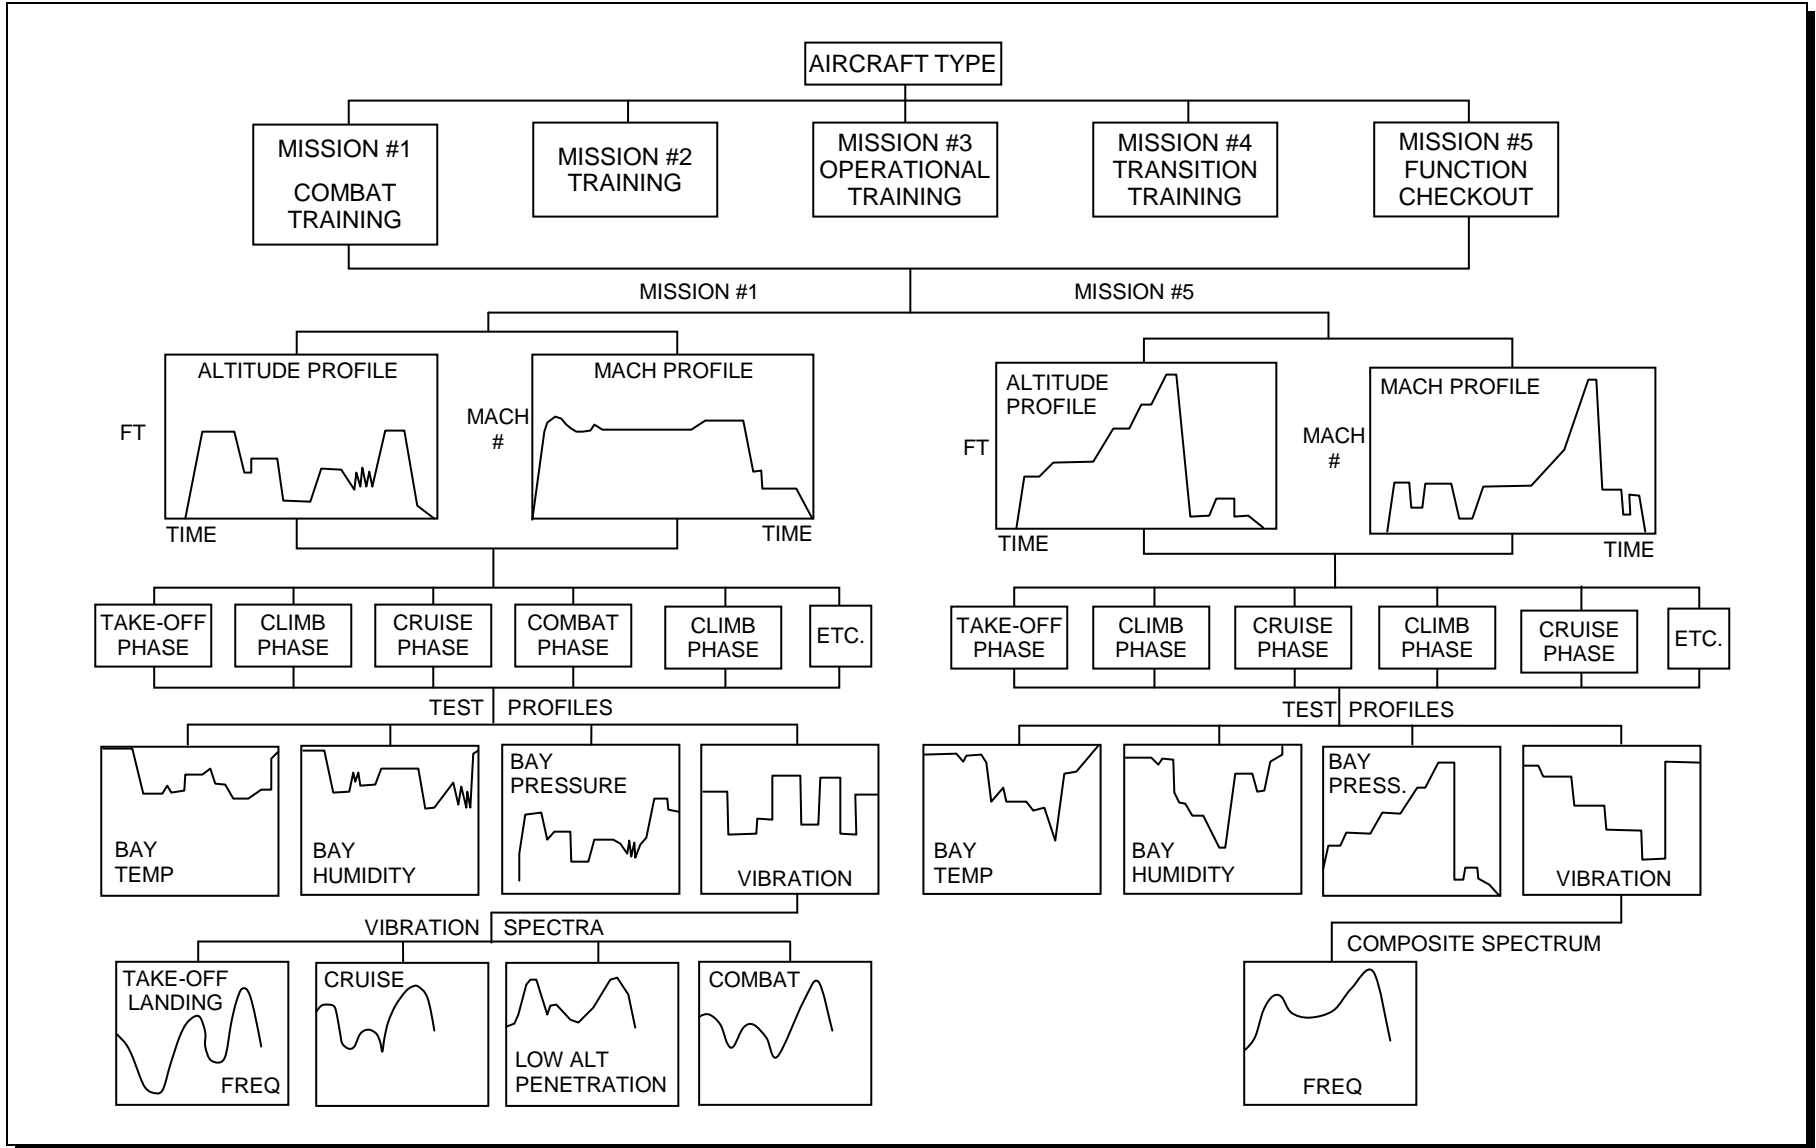 AIRCRAFT TYPE
MISSION #1
COMBAT
TRAINING
MISSION #2
TRAINING
MISSION #3
OPERATIONAL
TRAINING
MISSION #4
TRANSITION
TRAINING
MISSION #5
FUNCTION
CHECKOUT
MISSION #1
MISSION #5
ALTITUDE PROFILE
FT
TIME
MACH PROFILE
MACH
#
TIME
ALTITUDE
PROFILE
FT
TIME
MACH PROFILE
MACH
#
TIME
TAKE-OFF
PHASE
CLIMB
PHASE
CRUISE
PHASE
COMBAT
PHASE
CLIMB
PHASE
ETC.
TAKE-OFF
PHASE
CLIMB
PHASE
CRUISE
PHASE
CLIMB
PHASE
CRUISE
PHASE
ETC.
TEST PROFILES
TEST PROFILES
BAY
TEMP
BAY
HUMIDITY
BAY
PRESSURE
VIBRATION
BAY
TEMP
BAY
HUMIDITY
BAY
PRESS.
VIBRATION
VIBRATION SPECTRA
COMPOSITE SPECTRUM
TAKE-OFF
LANDING
FREQ
CRUISE
LOW ALT
PENETRATION
COMBAT
FREQ